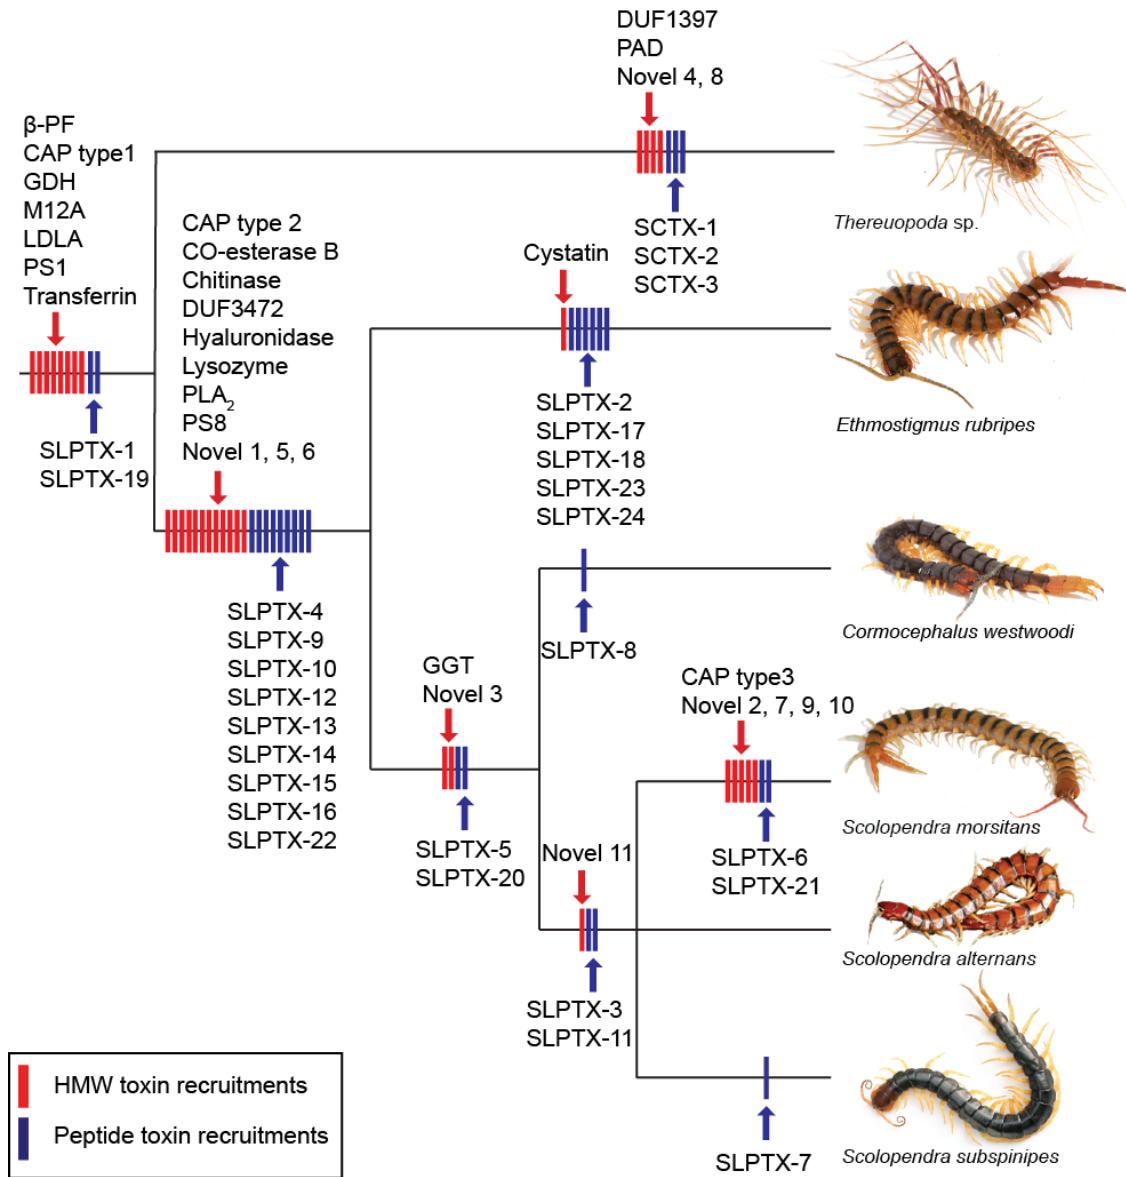 DUF1397
PAD
Novel 4, 8
β-PF
CAP type1
GDH
M12A
LDLA
PS1
Transferrin
SLPTX-1
SLPTX-19
CAP type 2
CO-esterase B
Chitinase
DUF3472
Hyaluronidase
Lysozyme
PLA2
PS8
Novel 1, 5, 6
SCTX-1
SCTX-2
SCTX-3
Thereuopoda sp.
Cystatin
SLPTX-2
SLPTX-17
SLPTX-18
SLPTX-23
SLPTX-24
Ethmostigmus rubripes
SLPTX-4
SLPTX-9
SLPTX-10
SLPTX-12
SLPTX-13
SLPTX-14
SLPTX-15
SLPTX-16
SLPTX-22
SLPTX-8
Cormocephalus westwoodi
GGT
Novel 3
SLPTX-5
SLPTX-20
CAP type3
Novel 2, 7, 9, 10
SLPTX-6
SLPTX-21
Scolopendra morsitans
Novel 11
SLPTX-3
SLPTX-11
Scolopendra alternans
SLPTX-7
Scolopendra subspinipes
HMW toxin recruitments
Peptide toxin recruitments